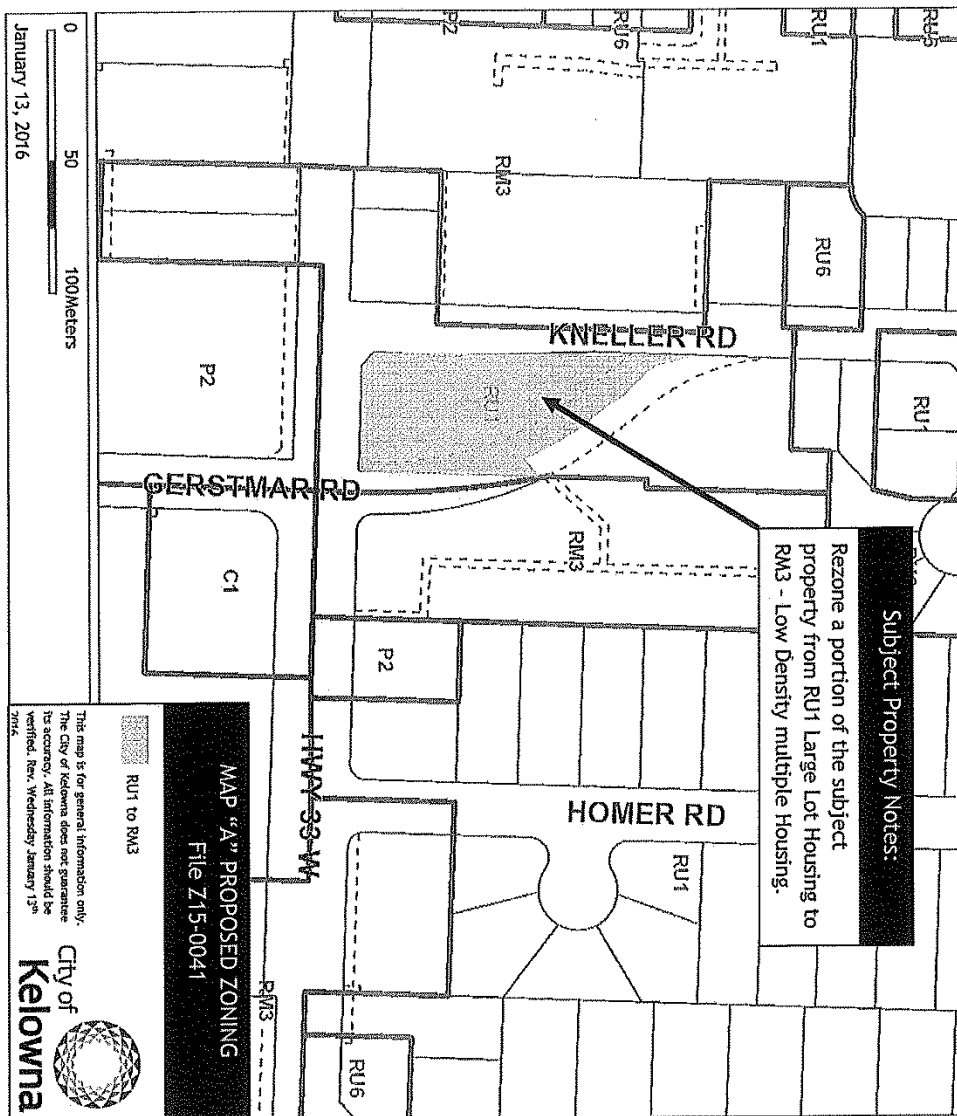 Subject Property Notes:
Rezone a portion of the subject
property from RU1 Large Lot Housing to
RM3 - Low Density multiple Housing.
RU5
RU1
RU6
P2
RM3
RU6
RU1
KNELLER RD
RU1
P2
GERSTMAR RD
RM3
C1
P2
HWY 33 W
HOMER RD
RU1
RM3
RU6
0
50
100Meters
January 13, 2016
MAP "A" PROPOSED ZONING
File Z15-0041
RU1 to RM3
This map is for general information only.
The City of Kelowna does not guarantee
its accuracy. All information should be
verified. Rev. Wednesday January 13th
2016
City of
Kelowna